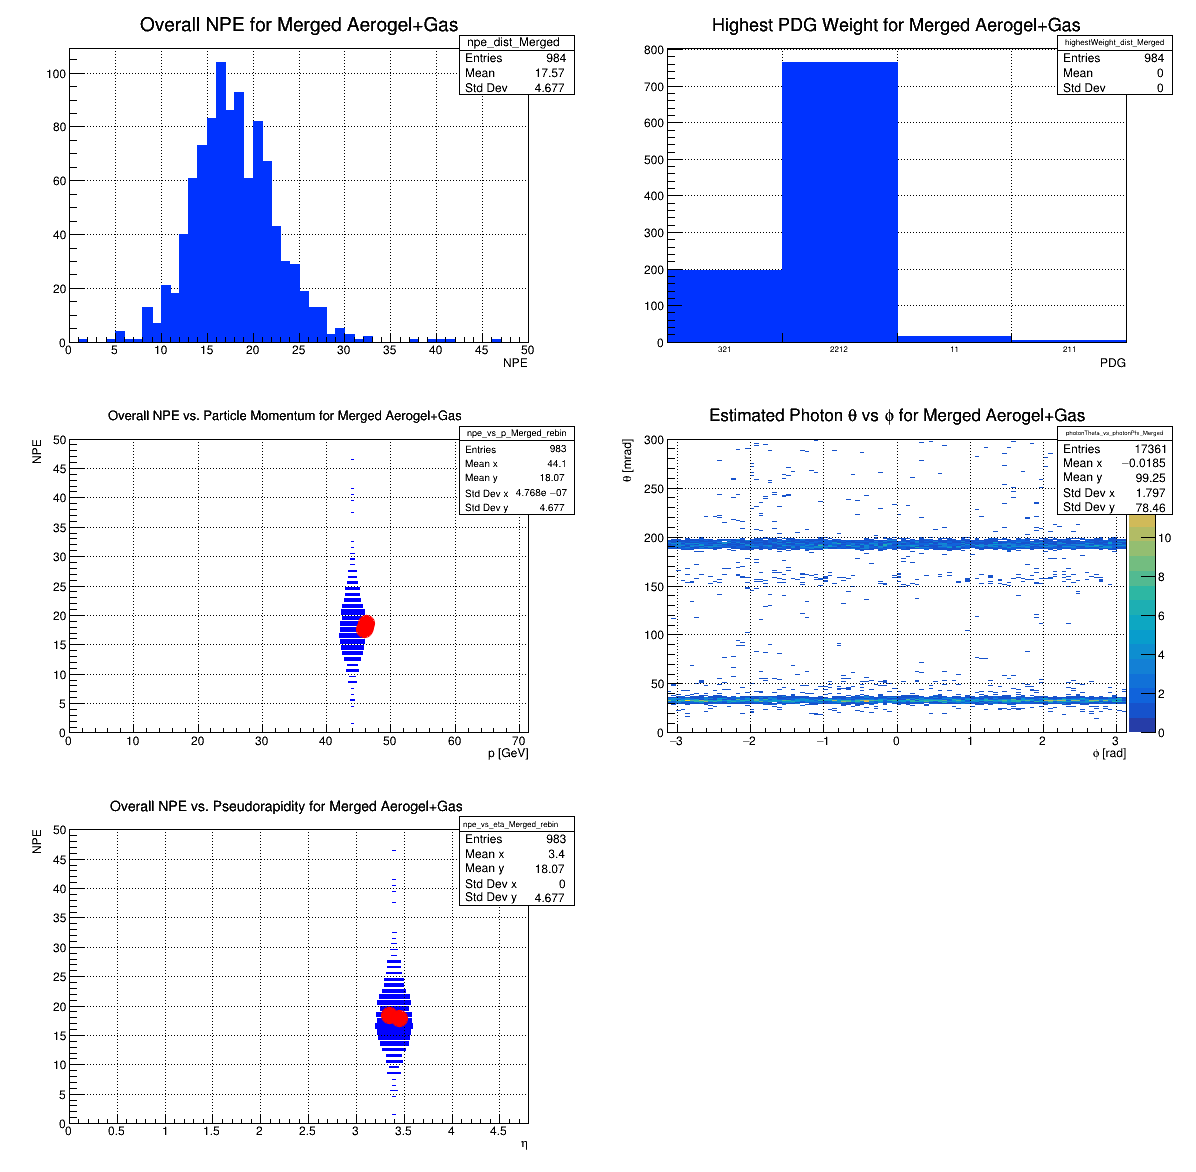 Overall NPE for Merged Aerogel+Gas
npe_dist_Merged
Entries 984
Mean 17.57
Std Dev 4.677
100
80
60
40
20
0
0 5 10 15 20 25 30 35 40 45 50
NPE
Highest PDG Weight for Merged Aerogel+Gas
highestWeight_dist_Merged
Entries 984
Mean 0
Std Dev 0
800
700
600
500
400
300
200
100
0
321 2212 11 211
PDG
Overall NPE vs. Particle Momentum for Merged Aerogel+Gas
npe_vs_p_Merged_rebin
Entries 983
Mean x 44.1
Mean y 18.07
Std Dev x 4.768e −07
Std Dev y 4.677
NPE
50
45
40
35
30
25
20
15
10
5
0
0 10 20 30 40 50 60 70
p [GeV]
Estimated Photon θ vs ϕ for Merged Aerogel+Gas
photonTheta_vs_photonPhi_Merged
Entries 17361
Mean x −0.0185
Mean y 99.25
Std Dev x 1.797
Std Dev y 78.46
θ [mrad]
300
250
200
150
100
50
0
−3 −2 −1 0 1 2 3
ϕ [rad]
10
8
6
4
2
0
Overall NPE vs. Pseudorapidity for Merged Aerogel+Gas
npe_vs_eta_Merged_rebin
Entries 983
Mean x 3.4
Mean y 18.07
Std Dev x 0
Std Dev y 4.677
NPE
50
45
40
35
30
25
20
15
10
5
0
0 0.5 1 1.5 2 2.5 3 3.5 4 4.5
η